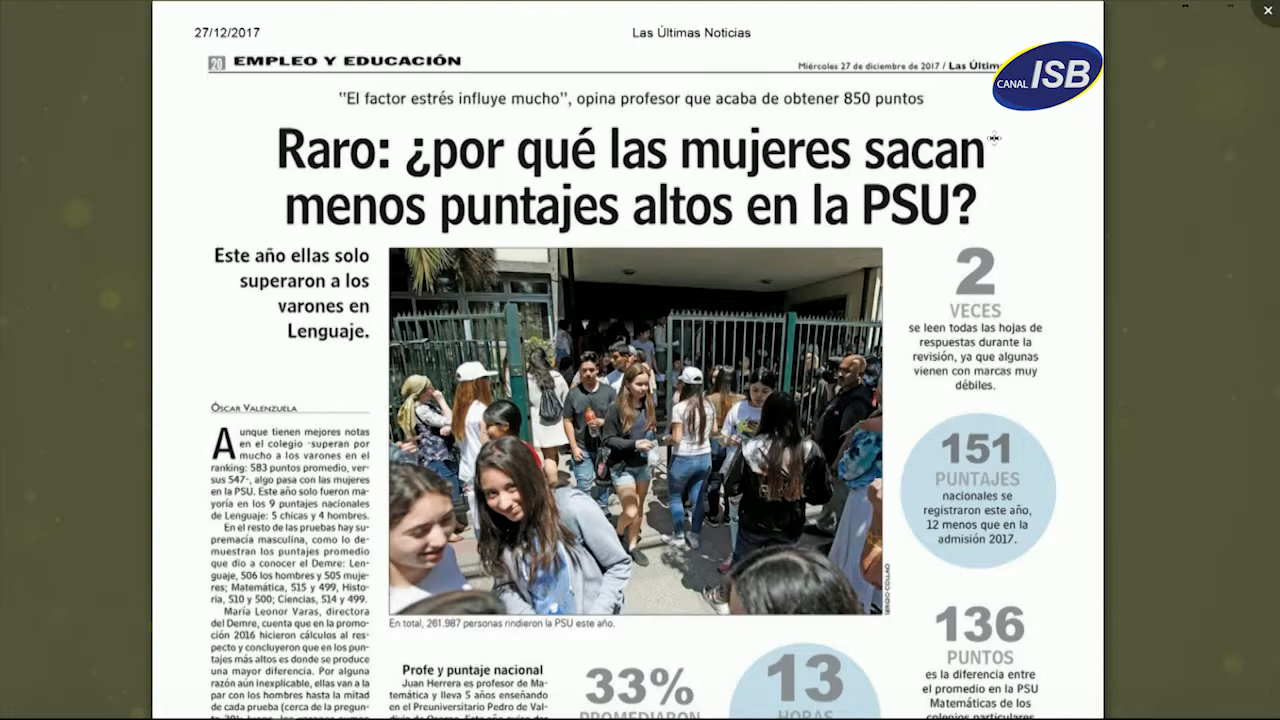 27/12/2017
Las Últimas Noticias
20 EMPLEO Y EDUCACIÓN
Miércoles 27 de diciembre de 2017 / Las Últim
CANAL ISB
"El factor estrés influye mucho", opina profesor que acaba de obtener 850 puntos
Raro: ¿por qué las mujeres sacan
menos puntajes altos en la PSU?
Este año ellas solo
superaron a los
varones en
Lenguaje.
ÓSCAR VALENZUELA
Aunque tienen mejores notas
en el colegio -superan por
mucho a los varones en el
ranking: 583 puntos promedio, ver-
sus 547-, algo pasa con las mujeres
en la PSU. Este año solo fueron ma-
yoría en los 9 puntajes nacionales
de Lenguaje: 5 chicas y 4 hombres.
En el resto de las pruebas hay su-
premacía masculina, como lo de-
muestran los puntajes promedio
que dio a conocer el Demre: Len-
guaje, 506 los hombres y 505 muje-
res; Matemática, 515 y 499, Histo-
ria, 510 y 500; Ciencias, 514 y 499.
María Leonor Varas, directora
del Demre, cuenta que en la promo-
ción 2016 hicieron cálculos al res-
pecto y concluyeron que en los pun-
tajes más altos es donde se produce
una mayor diferencia. Por alguna
razón aún inexplicable, ellas van a la
par con los hombres hasta la mitad
de cada prueba (cerca de la pregun-
SERGIO COLLAO
En total, 261.987 personas rindieron la PSU este año.
Profe y puntaje nacional
Juan Herrera es profesor de Ma-
temática y lleva 5 años enseñando
en el Preuniversitario Pedro de Val-
33%
PROMEDIARON
13
HORAS
2
VECES
se leen todas las hojas de
respuestas durante la
revisión, ya que algunas
vienen con marcas muy
débiles.
151
PUNTAJES
nacionales se
registraron este año,
12 menos que en la
admisión 2017.
136
PUNTOS
es la diferencia entre
el promedio en la PSU
Matemáticas de los
colegios particulares